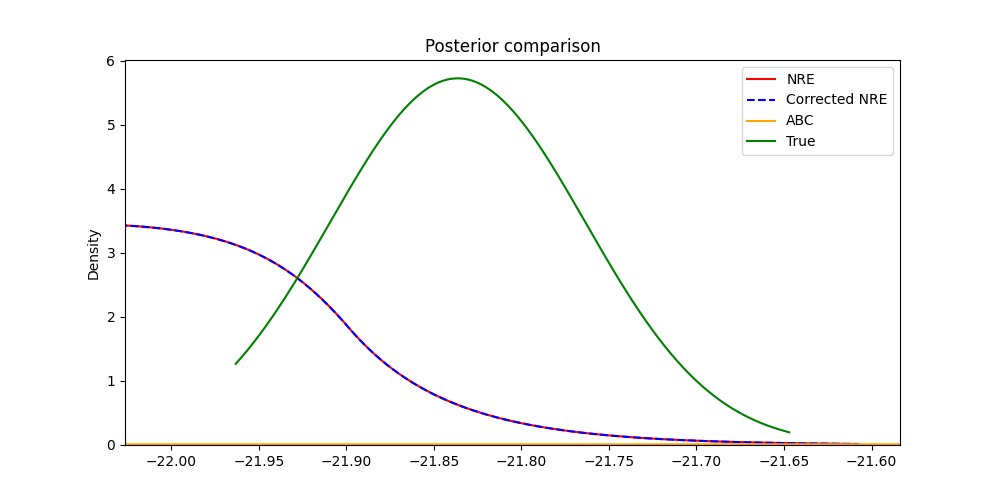 Posterior comparison
6
5
4
3
2
1
0
Density
NRE
Corrected NRE
ABC
True
−22.00 −21.95 −21.90 −21.85 −21.80 −21.75 −21.70 −21.65 −21.60